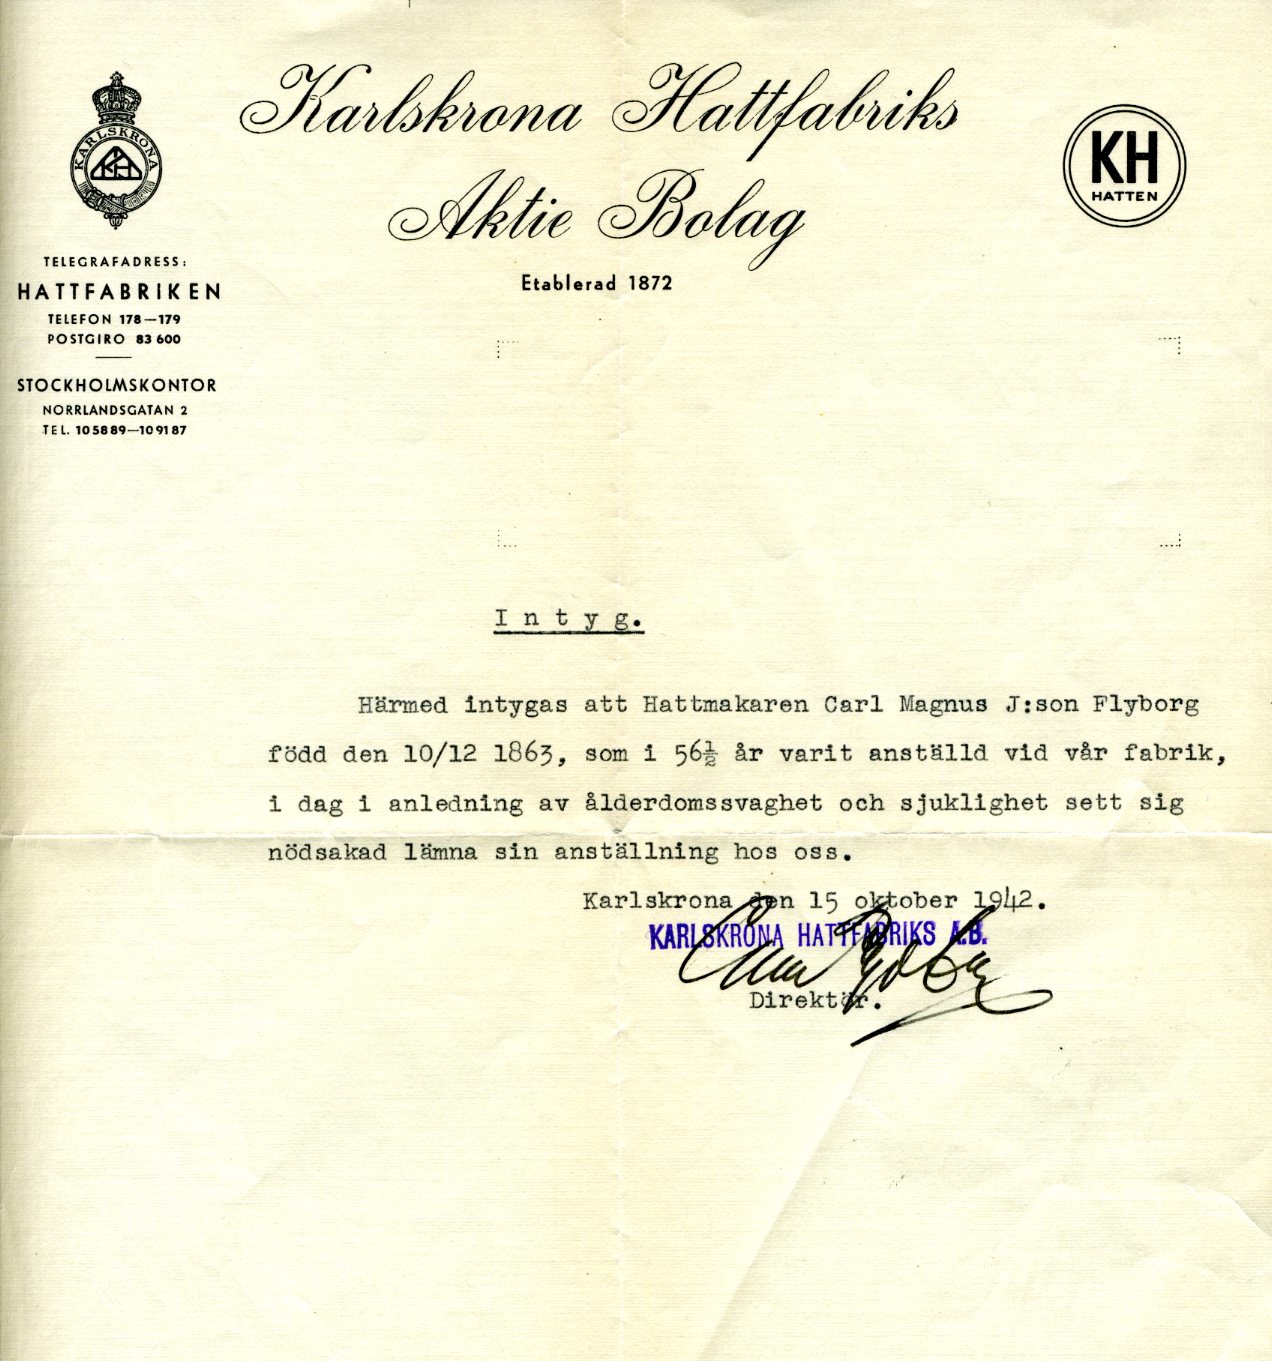 Karlskrona Hattfabriks
Aktie Bolag
Etablerad 1872
KARLSKRONA
KH
KH
HATTEN
TELEGRAFADRESS:
HATTFABRIKEN
TELEFON 178—179
POSTGIRO 83 600
STOCKHOLMSKONTOR
NORRLANDSGATAN 2
TEL. 105889—109187
Intyg.
Härmed intygas att Hattmakaren Carl Magnus J:son Flyborg
född den 10/12 1863, som i 56½ år varit anställd vid vår fabrik,
i dag i anledning av ålderdomssvaghet och sjuklighet sett sig
nödsakad lämna sin anställning hos oss.
Karlskrona den 15 oktober 1942.
KARLSKRONA HATTFABRIKS A.B.
Direktör.